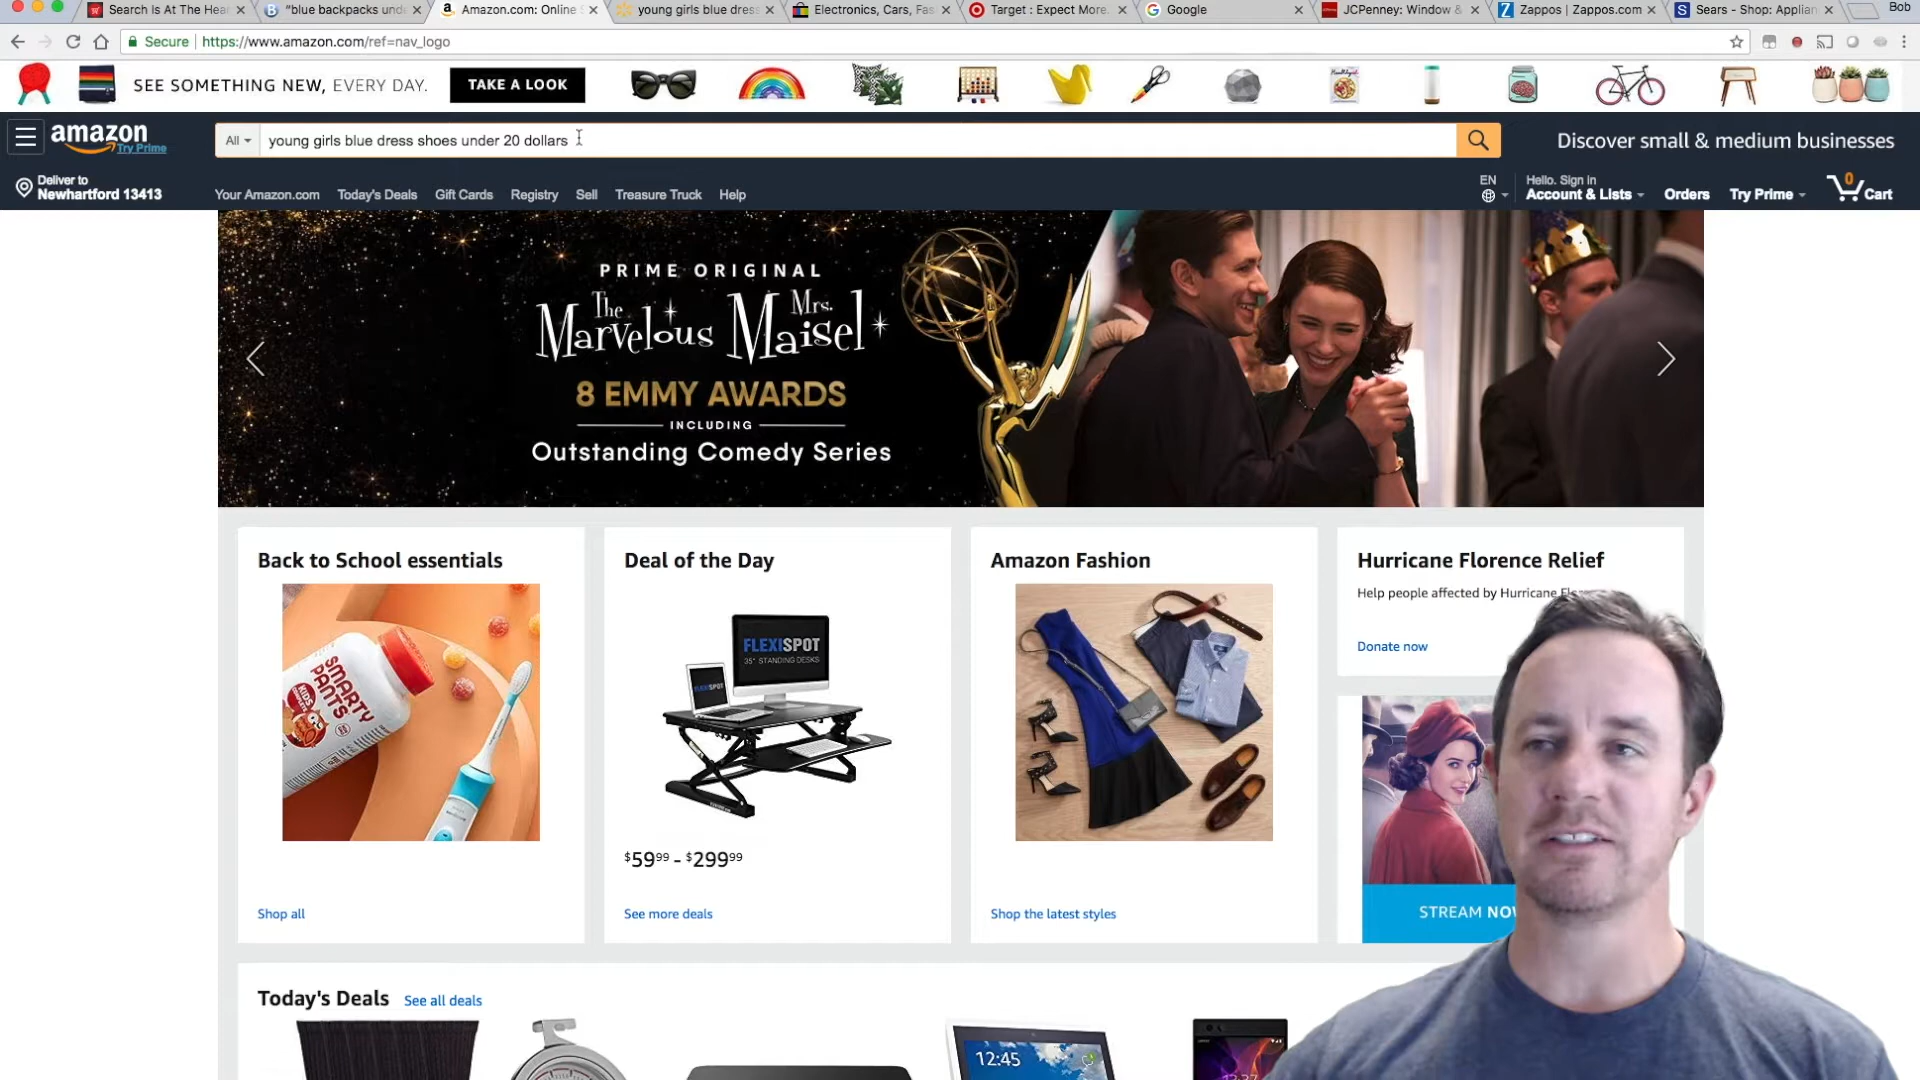 Search Is At The Hea
"blue backpacks und
Amazon.com: Online S
young girls blue dres
Electronics, Cars, Fas
Target : Expect More.
Google
JCPenney: Window &
Zappos | Zappos.com
Sears - Shop: Applian
Bob
Secure
https://www.amazon.com/ref=nav_logo
SEE SOMETHING NEW, EVERY DAY.
TAKE A LOOK
amazon
Try Prime
All
young girls blue dress shoes under 20 dollars
Discover small & medium businesses
Deliver to
Newhartford 13413
Your Amazon.com
Today's Deals
Gift Cards
Registry
Sell
Treasure Truck
Help
EN
Hello. Sign in
Account & Lists
Orders
Try Prime
0
Cart
PRIME ORIGINAL
The Marvelous Mrs. Maisel
8 EMMY AWARDS
INCLUDING
Outstanding Comedy Series
Back to School essentials
SMARTY
PANTS
KIDS
Shop all
Deal of the Day
FLEXISPOT
35" STANDING DESKS
$59.99 - $299.99
See more deals
Amazon Fashion
Shop the latest styles
Hurricane Florence Relief
Help people affected by Hurricane
Donate now
STREAM NOW
Today's Deals
See all deals
12:45